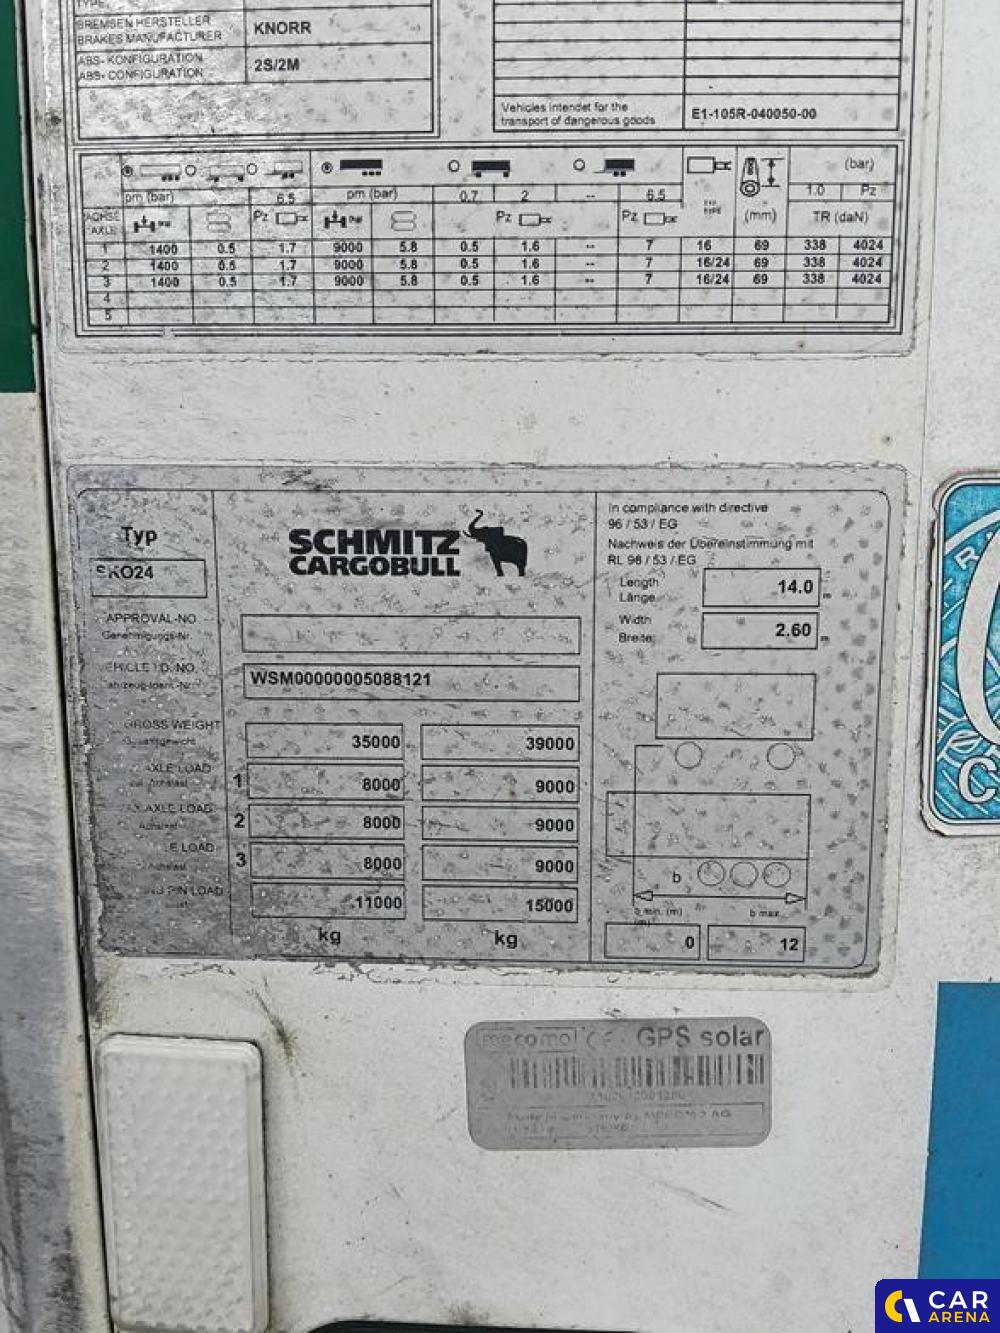 TYPE
BREMSEN HERSTELLER
BRAKES MANUFACTURER
KNORR
ABS- KONFIGURATION
ABS- CONFIGURATION
2S/2M
Vehicles intendet for the
transport of dangerous goods
E1-105R-040050-00
(bar)
pm (bar) 6.5 pm (bar) 0.7 2 -- 6.5 1.0 Pz
ACHSE
AXLE
Pz Pz Pz TYPE (mm) TR (daN)
1 1400 0.5 1.7 9000 5.8 0.5 1.6 -- 7 16 69 338 4024
2 1400 0.5 1.7 9000 5.8 0.5 1.6 -- 7 16/24 69 338 4024
3 1400 0.5 1.7 9000 5.8 0.5 1.6 -- 7 16/24 69 338 4024
4
5
Typ
SKO24
SCHMITZ
CARGOBULL
In compliance with directive
96 / 53 / EG
Nachweis der Übereinstimmung mit
RL 96 / 53 / EG
Length
Länge
14.0 m
Width
Breite
2.60 m
APPROVAL-NO
Genehmigungs-Nr.
VEHICLE I.D. NO.
WSM00000005088121
GROSS WEIGHT
35000 39000
AXLE LOAD
1 8000 9000
AXLE LOAD
2 8000 9000
LOAD
3 8000 9000
PIN LOAD
11000 15000
kg kg
b
b min. (m)
b max.
(m)
0 12
mecomo CE GPS solar
CAR
ARENA